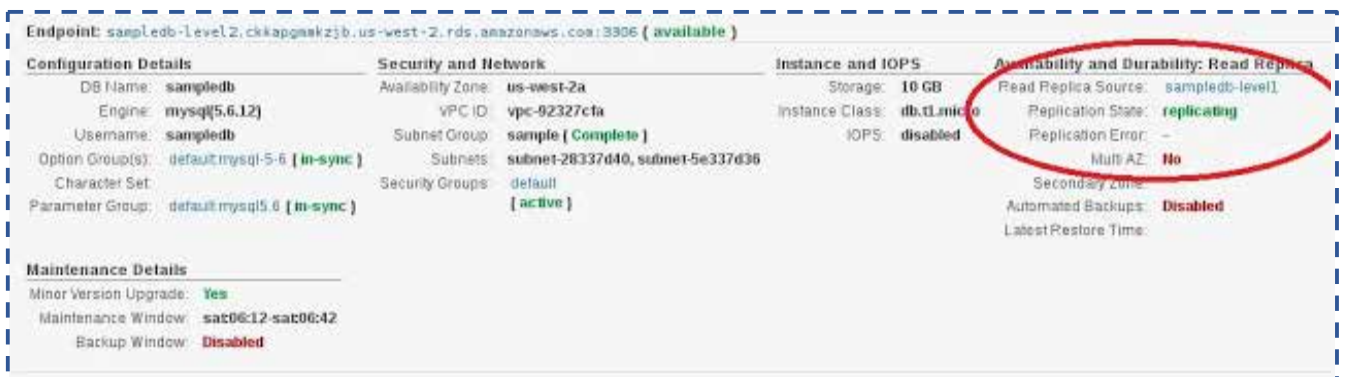 Endpoint: sampledb-level2.ckkapgmakzjb.us-west-2.rds.amazonaws.com:3306 ( available )
Configuration Details
DB Name: sampledb
Engine: mysql(5.6.12)
Username: sampledb
Option Group(s): default:mysql-5-6 ( in-sync )
Character Set:
Parameter Group: default.mysql5.6 ( in-sync )
Security and Network
Availability Zone: us-west-2a
VPC ID: vpc-92327cfa
Subnet Group: sample ( Complete )
Subnets: subnet-28337d40, subnet-5e337d36
Security Groups: default
( active )
Instance and IOPS
Storage: 10 GB
Instance Class: db.t1.micro
IOPS: disabled
Availability and Durability: Read Replica
Read Replica Source: sampledb-level1
Replication State: replicating
Replication Error: -
Multi AZ: No
Secondary Zone:
Automated Backups: Disabled
Latest Restore Time:
Maintenance Details
Minor Version Upgrade: Yes
Maintenance Window: sat:06:12-sat:06:42
Backup Window: Disabled